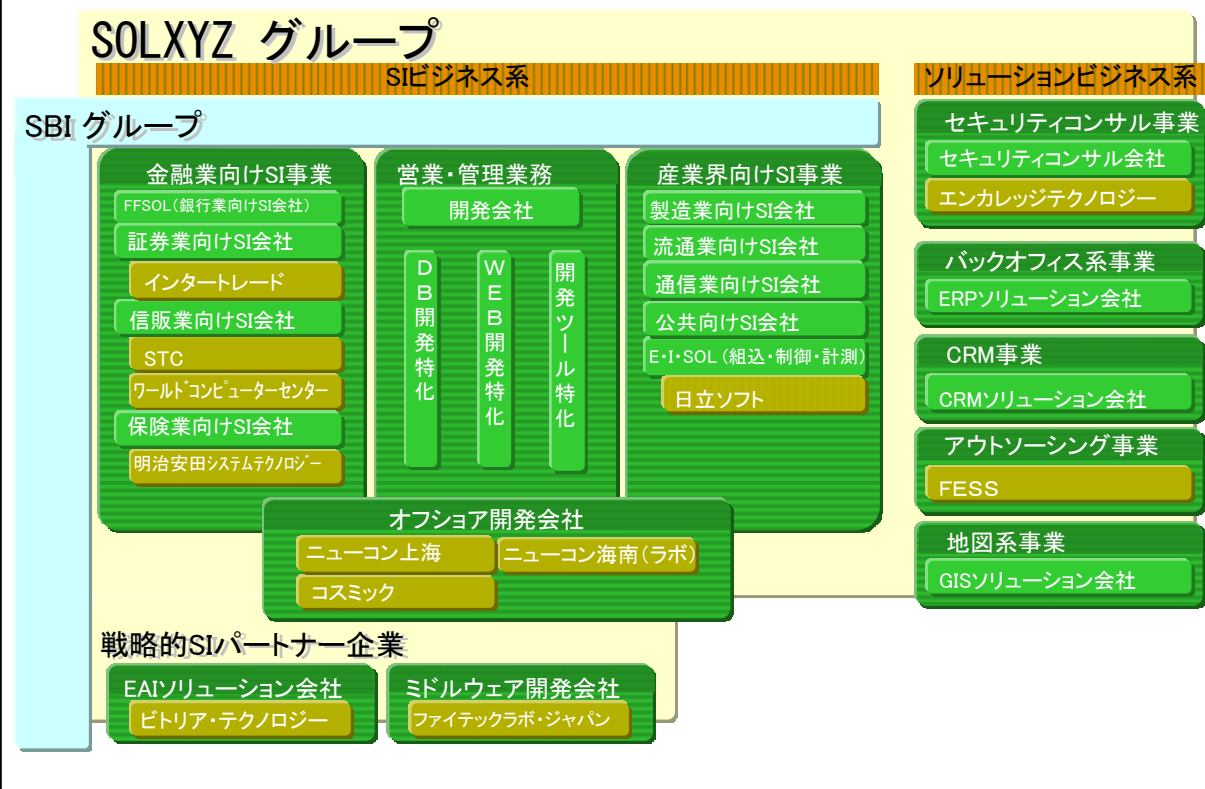 SOLXYZ グループ
SIビジネス系
ソリューションビジネス系
SBI グループ
金融業向けSI事業
FFSOL(銀行業向けSI会社)
証券業向けSI会社
インタートレード
信販業向けSI会社
STC
ワールドコンピューターセンター
保険業向けSI会社
明治安田システムテクノロジー
営業・管理業務
開発会社
DB開発特化
WEB開発特化
開発ツール特化
産業界向けSI事業
製造業向けSI会社
流通業向けSI会社
通信業向けSI会社
公共向けSI会社
E・I・SOL(組込・制御・計測)
日立ソフト
オフショア開発会社
ニューコン上海
ニューコン海南(ラボ)
コスミック
セキュリティコンサル事業
セキュリティコンサル会社
エンカレッジテクノロジー
バックオフィス系事業
ERPソリューション会社
CRM事業
CRMソリューション会社
アウトソーシング事業
FESS
地図系事業
GISソリューション会社
戦略的SIパートナー企業
EAIソリューション会社
ビトリア・テクノロジー
ミドルウェア開発会社
ファイテックラボ・ジャパン